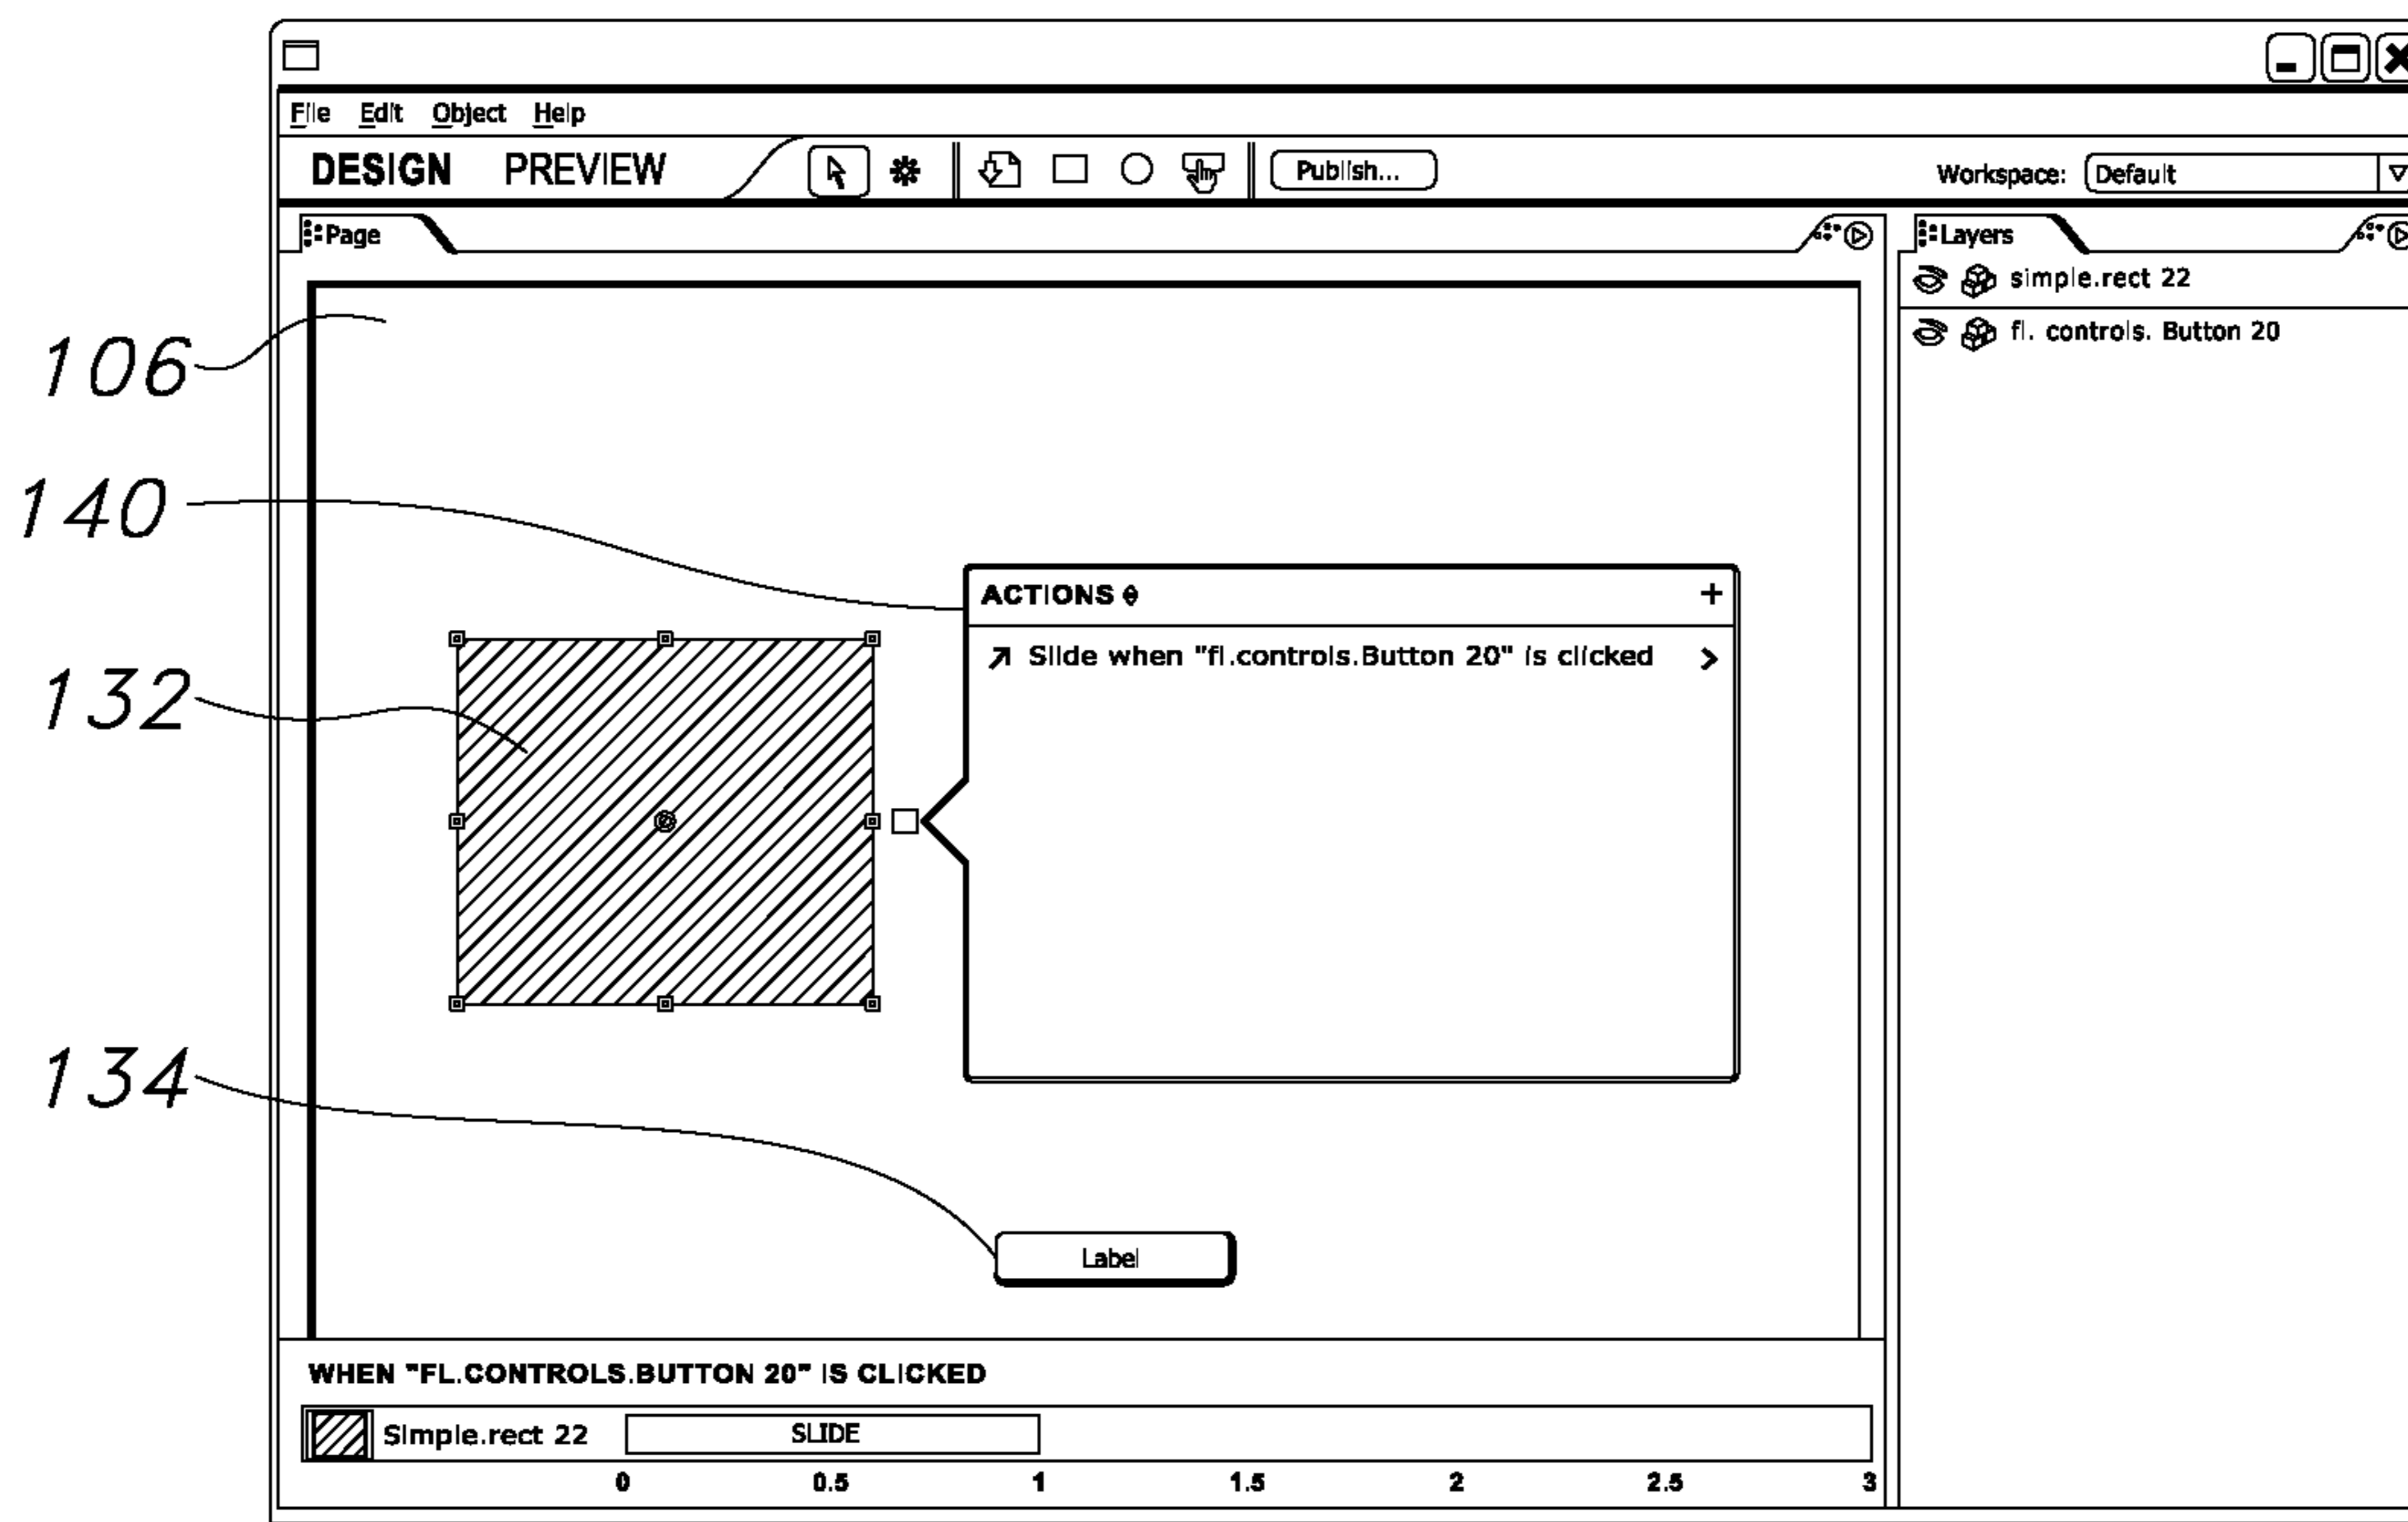 File Edit Object Help
DESIGN PREVIEW Publish... Workspace: Default
Page Layers
simple.rect 22
fl. controls. Button 20
106
140
ACTIONS +
Slide when "fl.controls.Button 20" is clicked >
132
134
Label
WHEN "FL.CONTROLS.BUTTON 20" IS CLICKED
Simple.rect 22 SLIDE
0 0.5 1 1.5 2 2.5 3